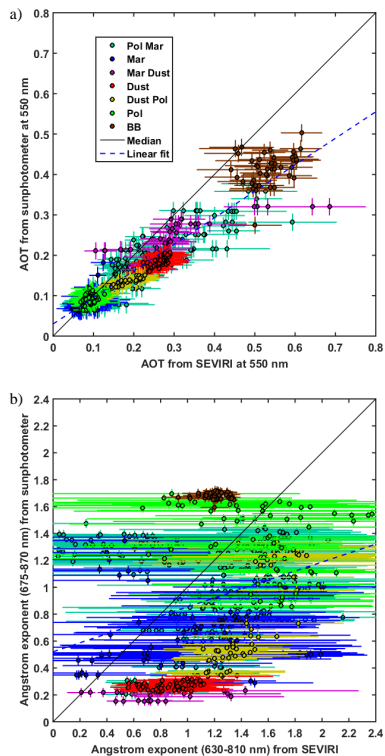 a)
0.8
0.7
0.6
0.5
0.4
0.3
0.2
0.1
0
AOT from sunphotometer at 550 nm
Pol Mar
Mar
Mar Dust
Dust
Dust Pol
Pol
BB
Median
Linear fit
0 0.1 0.2 0.3 0.4 0.5 0.6 0.7 0.8
AOT from SEVIRI at 550 nm
b)
2.4
2.2
2
1.8
1.6
1.4
1.2
1
0.8
0.6
0.4
0.2
0
Angstrom exponent (675-870 nm) from sunphotometer
0 0.2 0.4 0.6 0.8 1 1.2 1.4 1.6 1.8 2 2.2 2.4
Angstrom exponent (630-810 nm) from SEVIRI